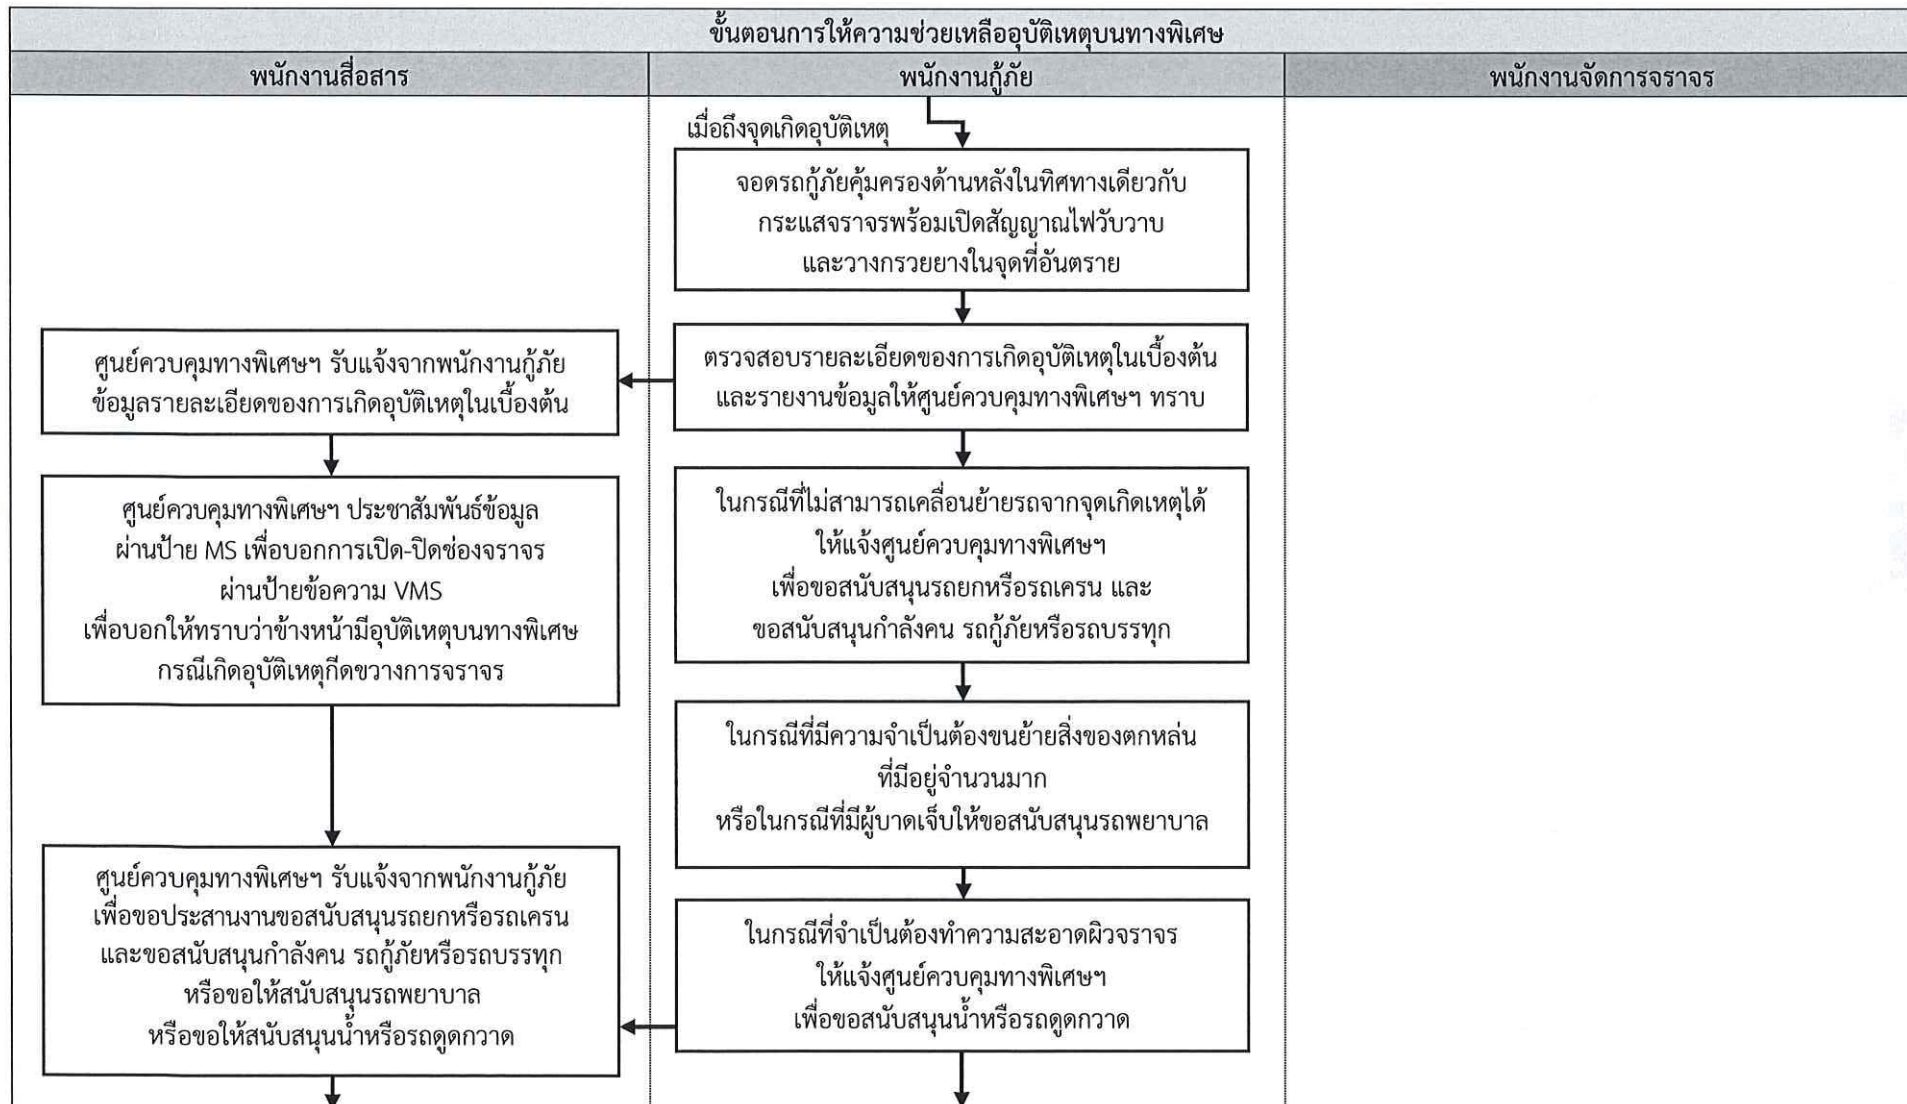 ขั้นตอนการให้ความช่วยเหลืออุบัติเหตุบนทางพิเศษ
พนักงานสื่อสาร
พนักงานกู้ภัย
พนักงานจัดการจราจร
เมื่อถึงจุดเกิดอุบัติเหตุ
จอดรถกู้ภัยคุ้มครองด้านหลังในทิศทางเดียวกับ
กระแสจราจรพร้อมเปิดสัญญาณไฟวับวาบ
และวางกรวยยางในจุดที่อันตราย
ศูนย์ควบคุมทางพิเศษฯ รับแจ้งจากพนักงานกู้ภัย
ข้อมูลรายละเอียดของการเกิดอุบัติเหตุในเบื้องต้น
ตรวจสอบรายละเอียดของการเกิดอุบัติเหตุในเบื้องต้น
และรายงานข้อมูลให้ศูนย์ควบคุมทางพิเศษฯ ทราบ
ศูนย์ควบคุมทางพิเศษฯ ประชาสัมพันธ์ข้อมูล
ผ่านป้าย MS เพื่อบอกการเปิด-ปิดช่องจราจร
ผ่านป้ายข้อความ VMS
เพื่อบอกให้ทราบว่าข้างหน้ามีอุบัติเหตุบนทางพิเศษ
กรณีเกิดอุบัติเหตุกีดขวางการจราจร
ในกรณีที่ไม่สามารถเคลื่อนย้ายรถจากจุดเกิดเหตุได้
ให้แจ้งศูนย์ควบคุมทางพิเศษฯ
เพื่อขอสนับสนุนรถยกหรือรถเครน และ
ขอสนับสนุนกำลังคน รถกู้ภัยหรือรถบรรทุก
ในกรณีที่มีความจำเป็นต้องขนย้ายสิ่งของตกหล่น
ที่มีอยู่จำนวนมาก
หรือในกรณีที่มีผู้บาดเจ็บให้ขอสนับสนุนรถพยาบาล
ศูนย์ควบคุมทางพิเศษฯ รับแจ้งจากพนักงานกู้ภัย
เพื่อขอประสานงานขอสนับสนุนรถยกหรือรถเครน
และขอสนับสนุนกำลังคน รถกู้ภัยหรือรถบรรทุก
หรือขอให้สนับสนุนรถพยาบาล
หรือขอให้สนับสนุนน้ำหรือรถดูดกวาด
ในกรณีที่จำเป็นต้องทำความสะอาดผิวจราจร
ให้แจ้งศูนย์ควบคุมทางพิเศษฯ
เพื่อขอสนับสนุนน้ำหรือรถดูดกวาด